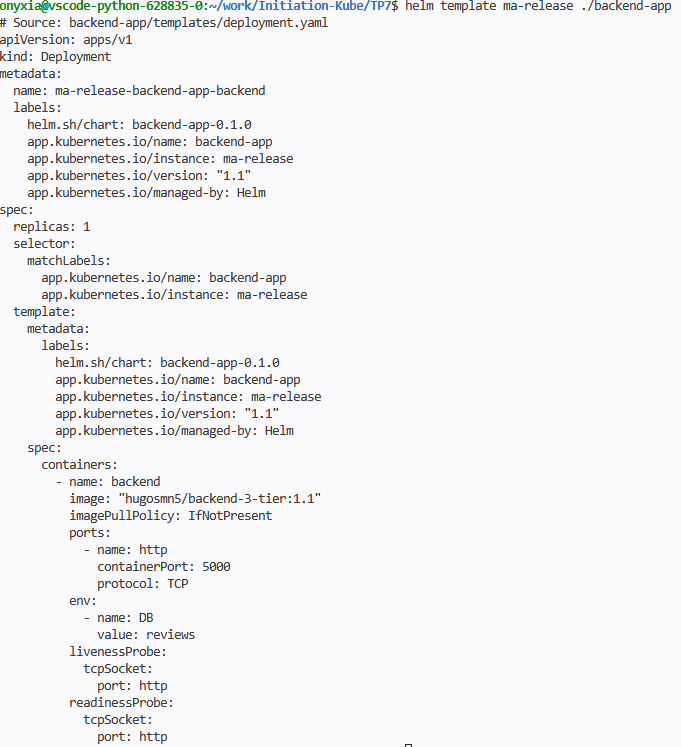 onyxia@vscode-python-628835-0:~/work/Initiation-Kube/TP7$ helm template ma-release ./backend-app
# Source: backend-app/templates/deployment.yaml
apiVersion: apps/v1
kind: Deployment
metadata:
  name: ma-release-backend-app-backend
  labels:
    helm.sh/chart: backend-app-0.1.0
    app.kubernetes.io/name: backend-app
    app.kubernetes.io/instance: ma-release
    app.kubernetes.io/version: "1.1"
    app.kubernetes.io/managed-by: Helm
spec:
  replicas: 1
  selector:
    matchLabels:
      app.kubernetes.io/name: backend-app
      app.kubernetes.io/instance: ma-release
  template:
    metadata:
      labels:
        helm.sh/chart: backend-app-0.1.0
        app.kubernetes.io/name: backend-app
        app.kubernetes.io/instance: ma-release
        app.kubernetes.io/version: "1.1"
        app.kubernetes.io/managed-by: Helm
    spec:
      containers:
        - name: backend
          image: "hugosmn5/backend-3-tier:1.1"
          imagePullPolicy: IfNotPresent
          ports:
            - name: http
              containerPort: 5000
              protocol: TCP
          env:
            - name: DB
              value: reviews
          livenessProbe:
            tcpSocket:
              port: http
          readinessProbe:
            tcpSocket:
              port: http